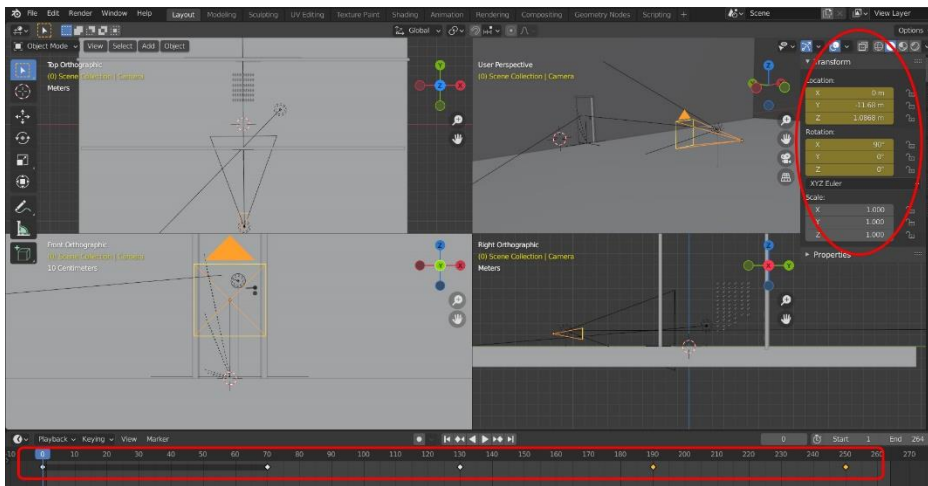 File Edit Render Window Help Layout Modeling Sculpting UV Editing Texture Paint Shading Animation Rendering Compositing Geometry Nodes Scripting + Scene View Layer
Global Options
Object Mode View Select Add Object
Top Orthographic
(0) Scene Collection | Camera
Meters
User Perspective
(0) Scene Collection | Camera
Transform
Location:
X 0 m
Y -11.68 m
Z 1.0868 m
Rotation:
X 90°
Y 0°
Z 0°
XYZ Euler
Scale:
X 1.000
Y 1.000
Z 1.000
Properties
Front Orthographic
(0) Scene Collection | Camera
10 Centimeters
Right Orthographic
(0) Scene Collection | Camera
Meters
Playback Keying View Marker 0 Start 1 End 264
0 10 20 30 40 50 60 70 80 90 100 110 120 130 140 150 160 170 180 190 200 210 220 230 240 250 260 270